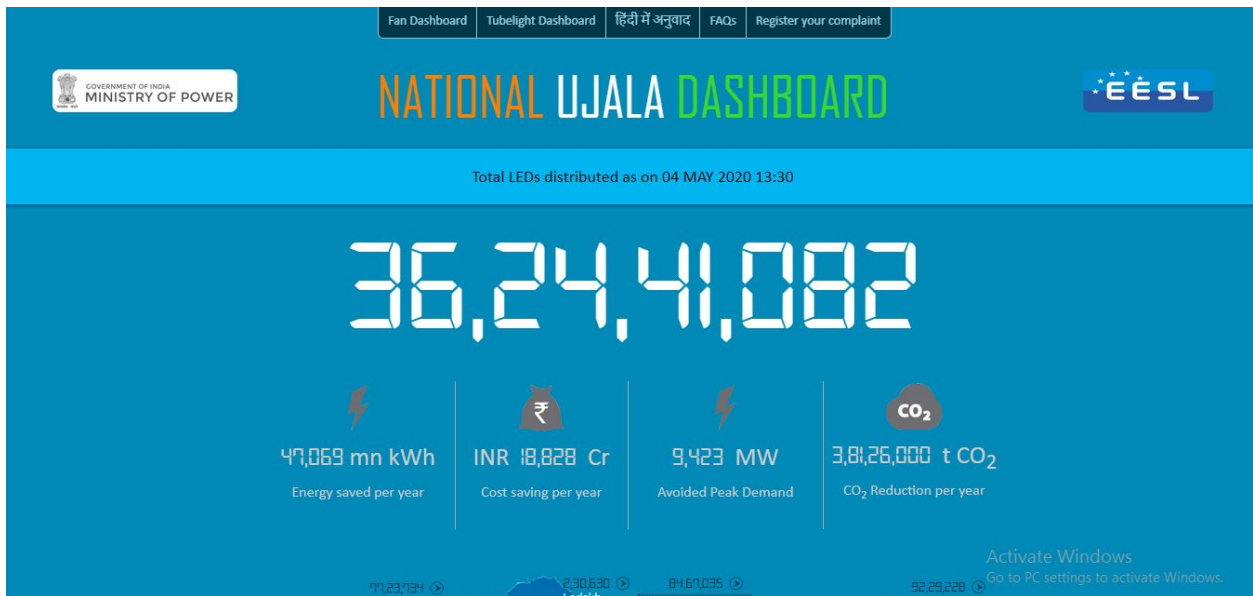 Fan Dashboard Tubelight Dashboard हिंदी में अनुवाद FAQs Register your complaint
GOVERNMENT OF INDIA
MINISTRY OF POWER
NATIONAL UJALA DASHBOARD
EESL
Total LEDs distributed as on 04 MAY 2020 13:30
36,24,41,082
47,069 mn kWh INR 18,828 Cr 9,423 MW 3,81,26,000 t CO₂
Energy saved per year Cost saving per year Avoided Peak Demand CO₂ Reduction per year
Activate Windows
Go to PC settings to activate Windows.
77,23,734 2,30,630 84,67,035 92,29,228
Ladakh